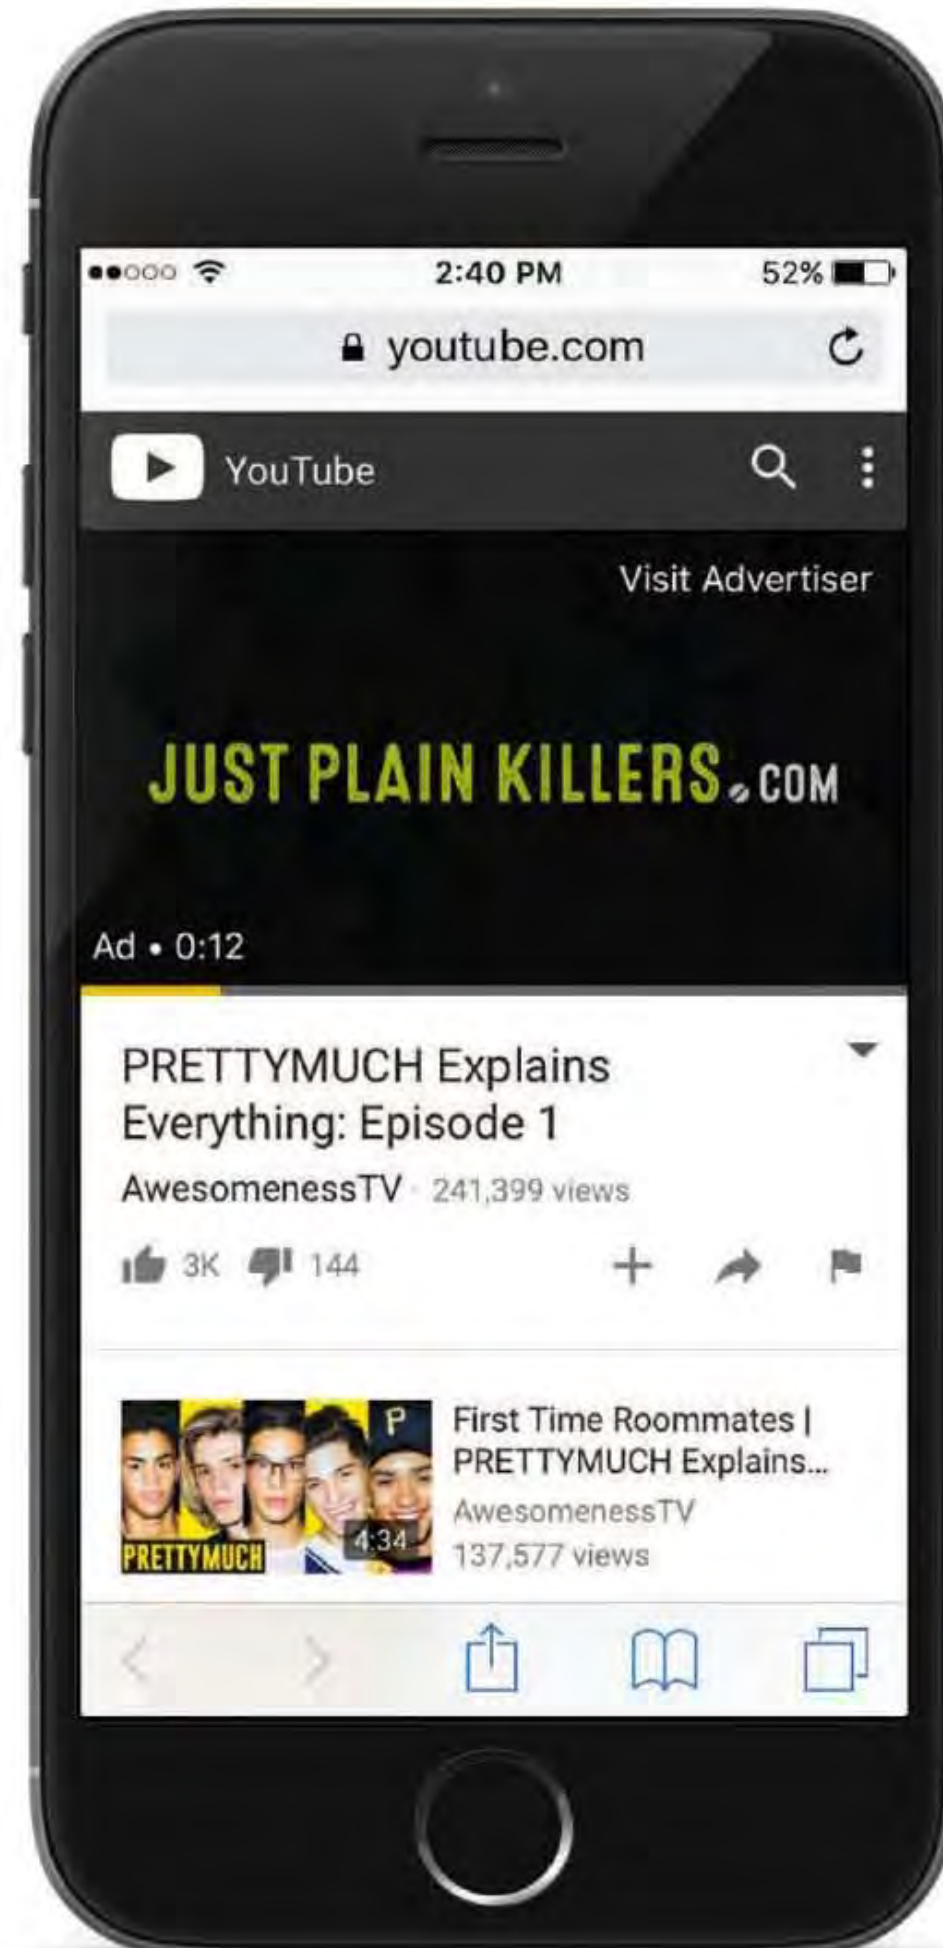 2:40 PM 52%
youtube.com
YouTube
Visit Advertiser
JUST PLAIN KILLERS.COM
Ad • 0:12
PRETTYMUCH Explains
Everything: Episode 1
AwesomenessTV · 241,399 views
3K 144
P
First Time Roommates |
PRETTYMUCH Explains...
AwesomenessTV
137,577 views
PRETTYMUCH
4:34